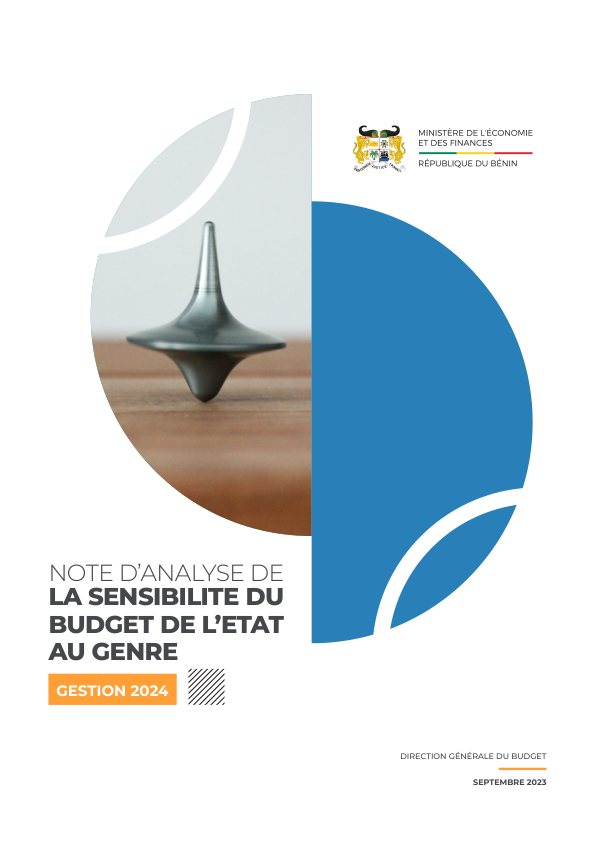 MINISTÈRE DE L'ÉCONOMIE
ET DES FINANCES
RÉPUBLIQUE DU BÉNIN
NOTE D'ANALYSE DE
LA SENSIBILITE DU
BUDGET DE L'ETAT
AU GENRE
GESTION 2024
DIRECTION GÉNÉRALE DU BUDGET
SEPTEMBRE 2023